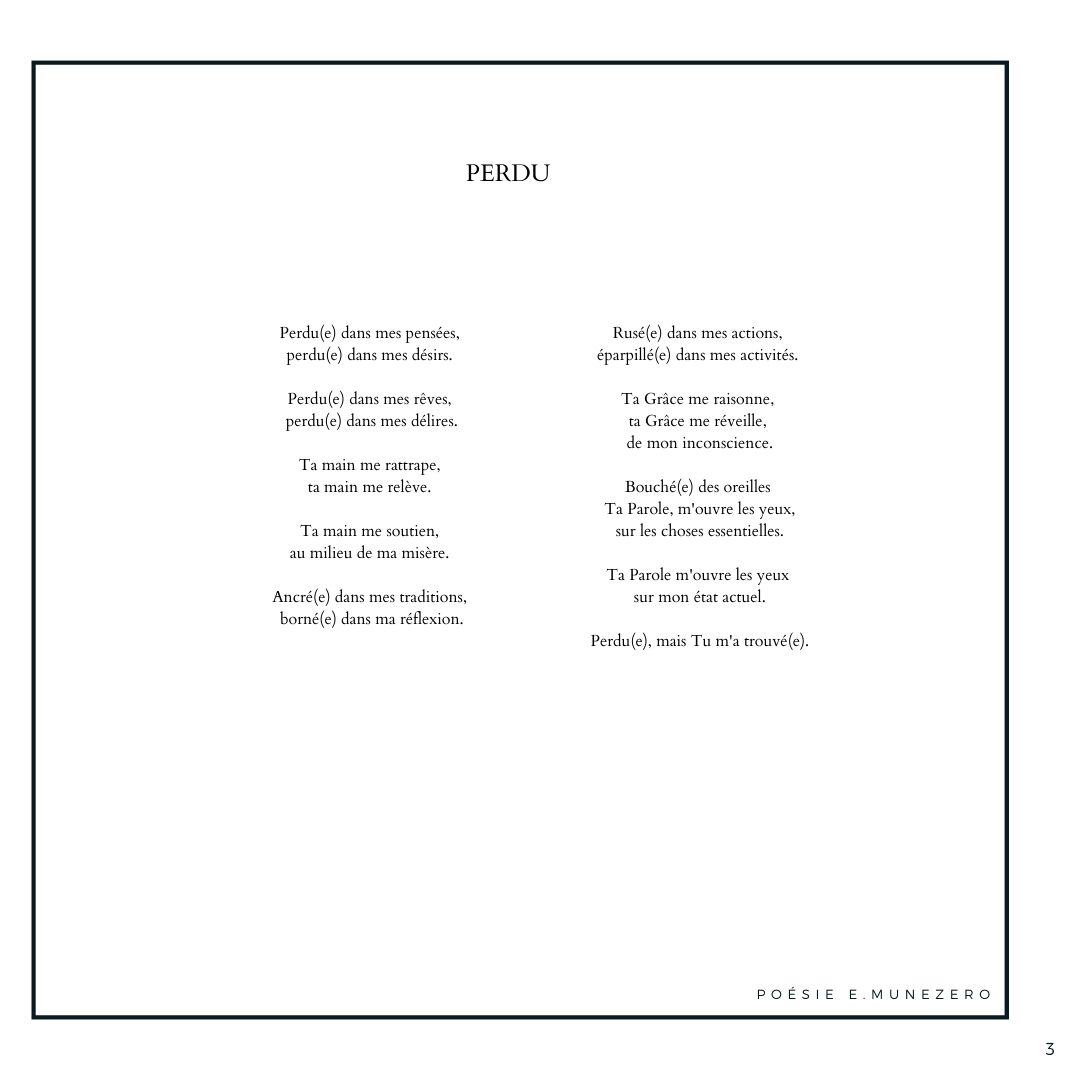 PERDU
Perdu(e) dans mes pensées,
perdu(e) dans mes désirs.
Perdu(e) dans mes rêves,
perdu(e) dans mes délires.
Ta main me rattrape,
ta main me relève.
Ta main me soutien,
au milieu de ma misère.
Ancré(e) dans mes traditions,
borné(e) dans ma réflexion.
Rusé(e) dans mes actions,
éparpillé(e) dans mes activités.
Ta Grâce me raisonne,
ta Grâce me réveille,
de mon inconscience.
Bouché(e) des oreilles
Ta Parole, m'ouvre les yeux,
sur les choses essentielles.
Ta Parole m'ouvre les yeux
sur mon état actuel.
Perdu(e), mais Tu m'a trouvé(e).
POÉSIE E.MUNEZERO
3